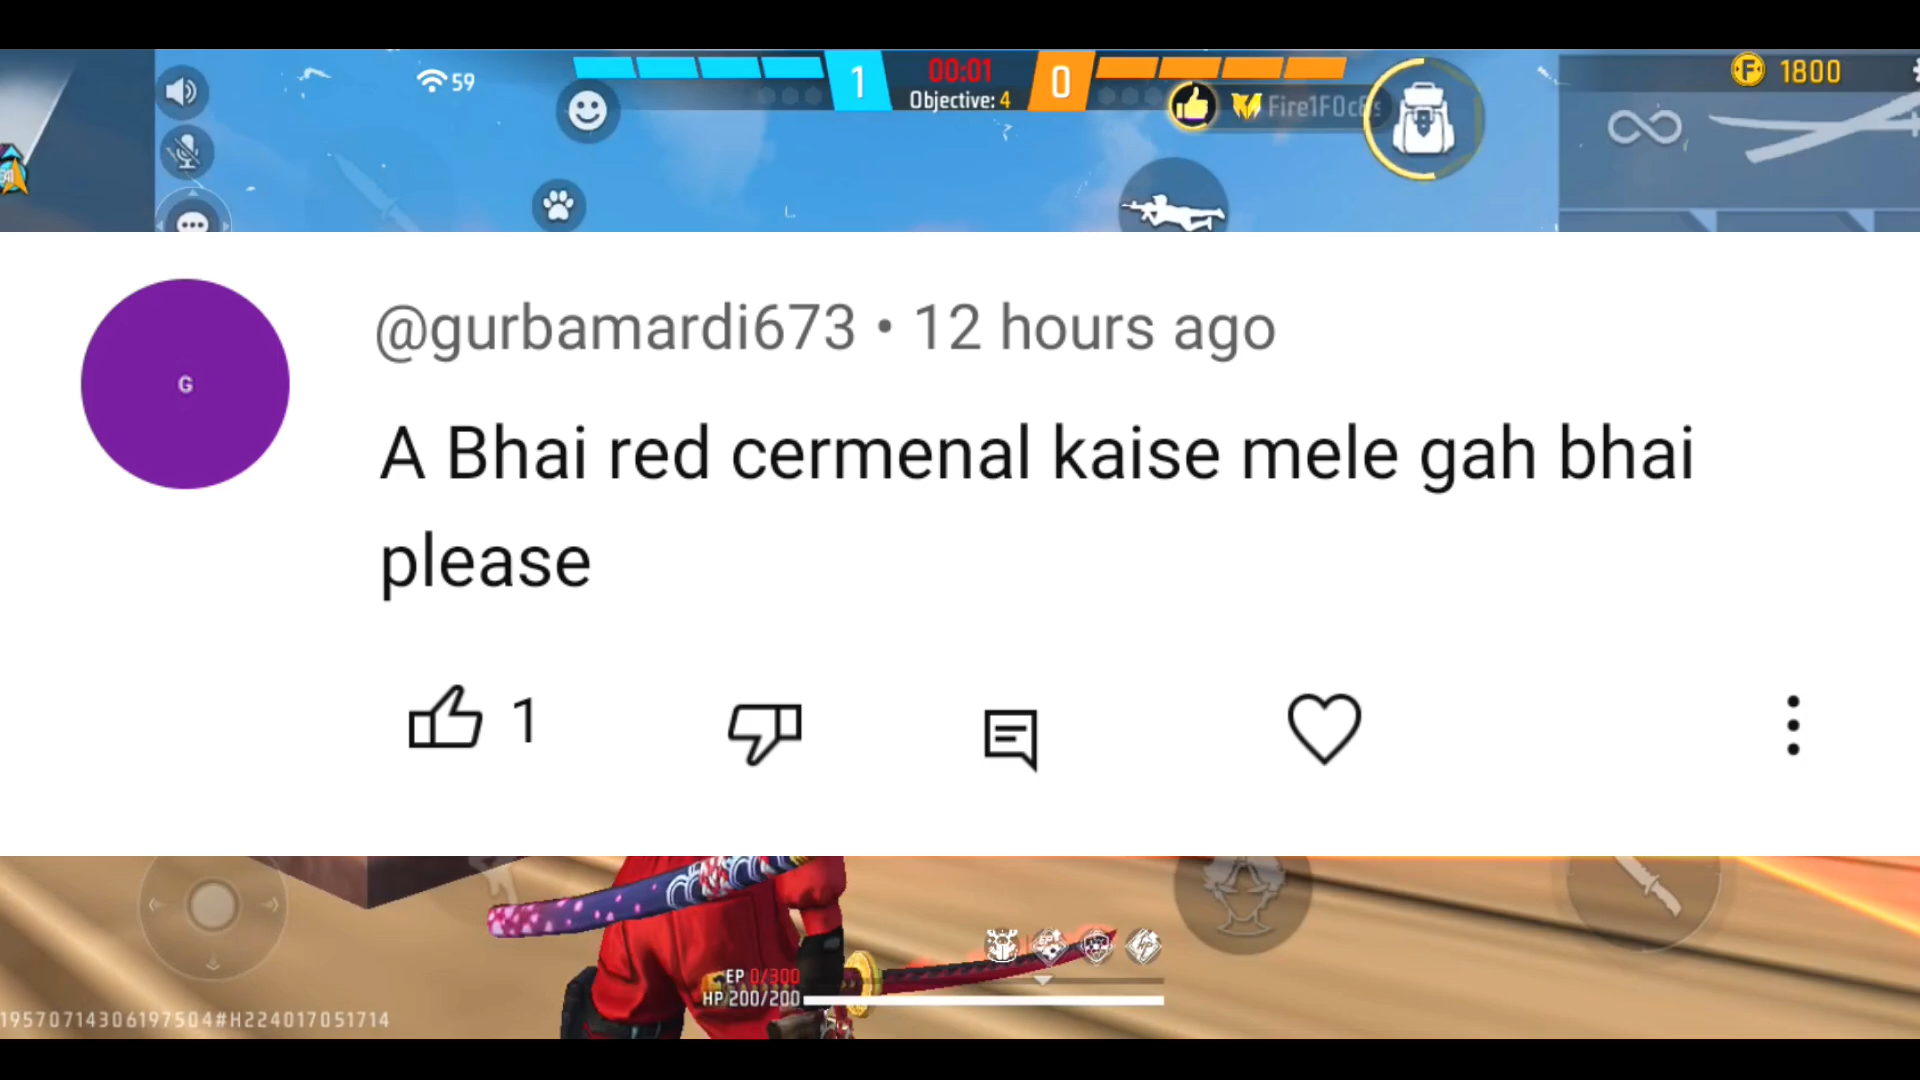 59
1 00:01 0
Objective: 4
Fire1F0c
1800
G
@gurbamardi673 • 12 hours ago
A Bhai red cermenal kaise mele gah bhai
please
1
EP 0/300
HP 200/200
19570714306197504#H224017051714